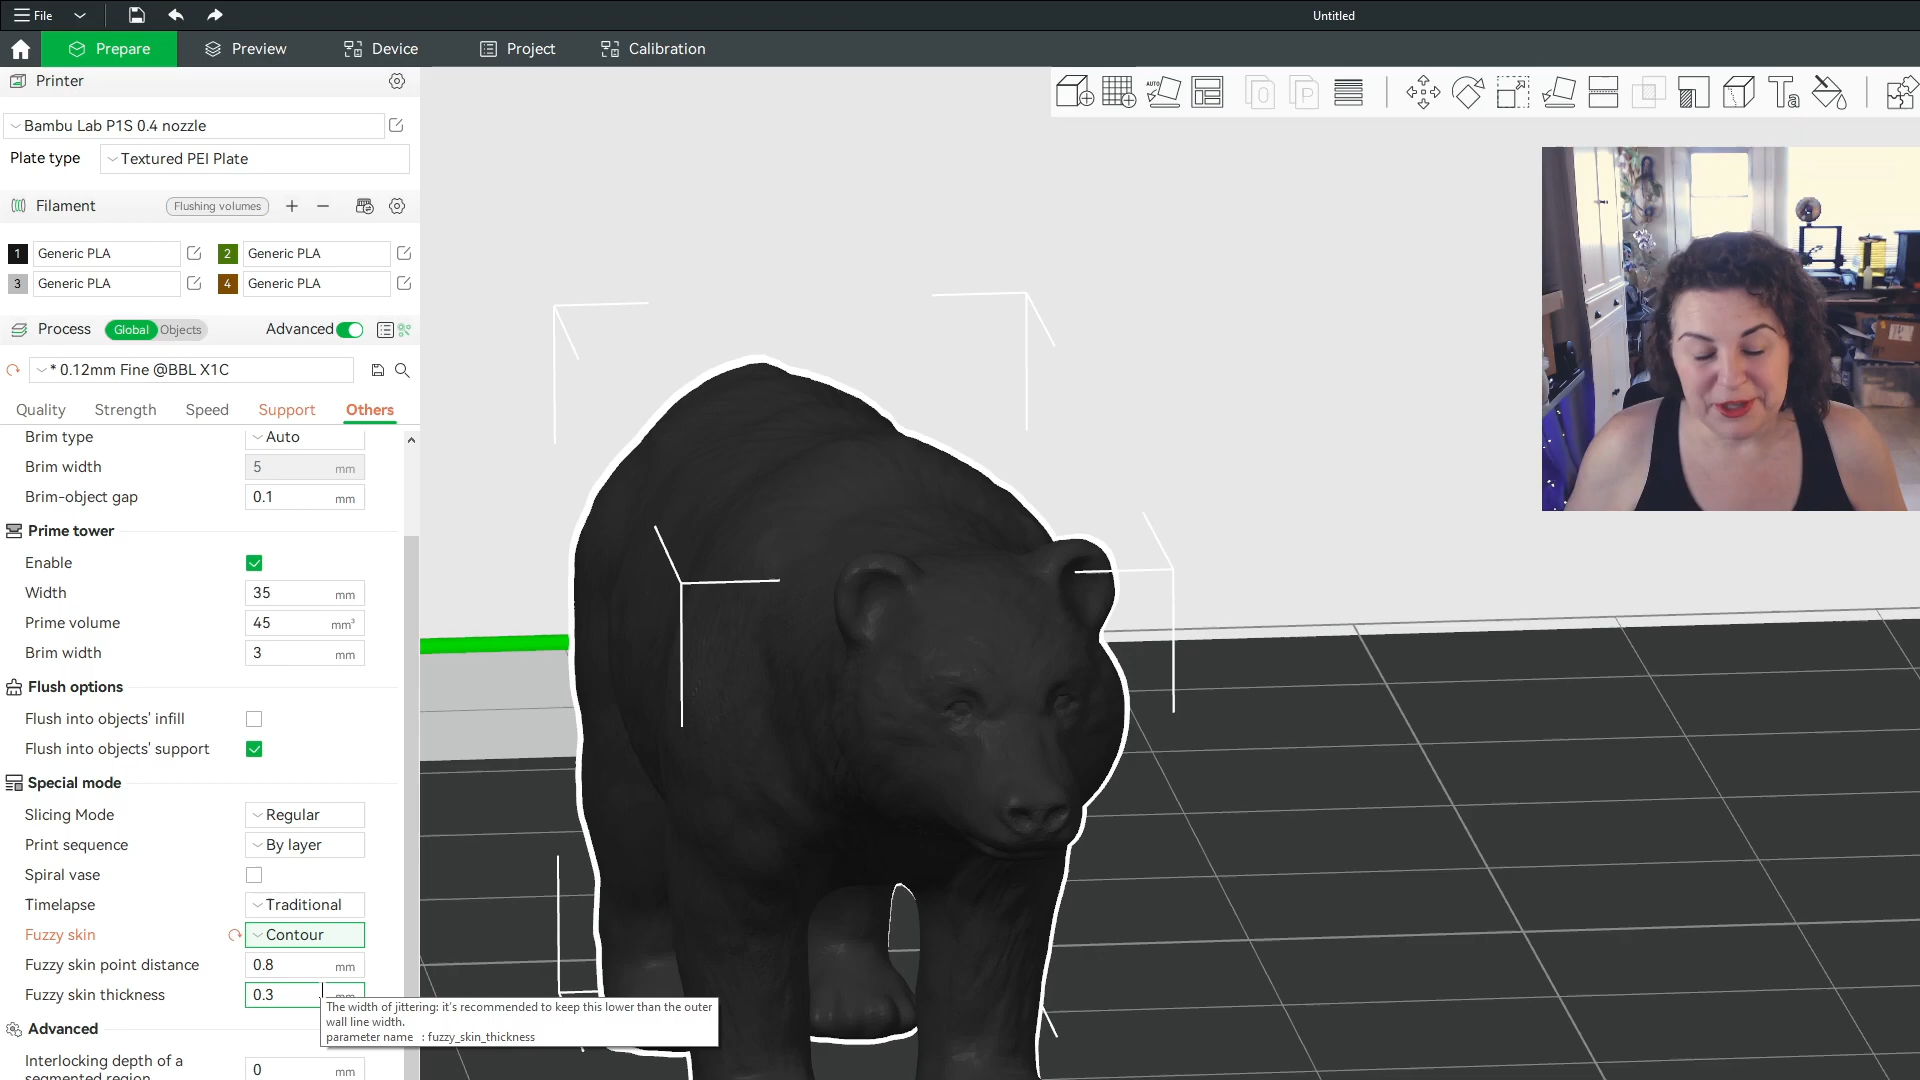 File
Untitled
Prepare
Preview
Device
Project
Calibration
Printer
AUTO
0
P
Ta
Bambu Lab P1S 0.4 nozzle
Plate type
Textured PEI Plate
Filament
Flushing volumes
1
Generic PLA
2
Generic PLA
3
Generic PLA
4
Generic PLA
Process
Global
Objects
Advanced
* 0.12mm Fine @BBL X1C
Quality
Strength
Speed
Support
Others
Brim type
Auto
Brim width
5 mm
Brim-object gap
0.1 mm
Prime tower
Enable
Width
35 mm
Prime volume
45 mm³
Brim width
3 mm
Flush options
Flush into objects' infill
Flush into objects' support
Special mode
Slicing Mode
Regular
Print sequence
By layer
Spiral vase
Timelapse
Traditional
Fuzzy skin
Contour
Fuzzy skin point distance
0.8 mm
Fuzzy skin thickness
0.3 mm
The width of jittering: it's recommended to keep this lower than the outer
wall line width.
parameter name : fuzzy_skin_thickness
Advanced
Interlocking depth of a
segmented region
0 mm